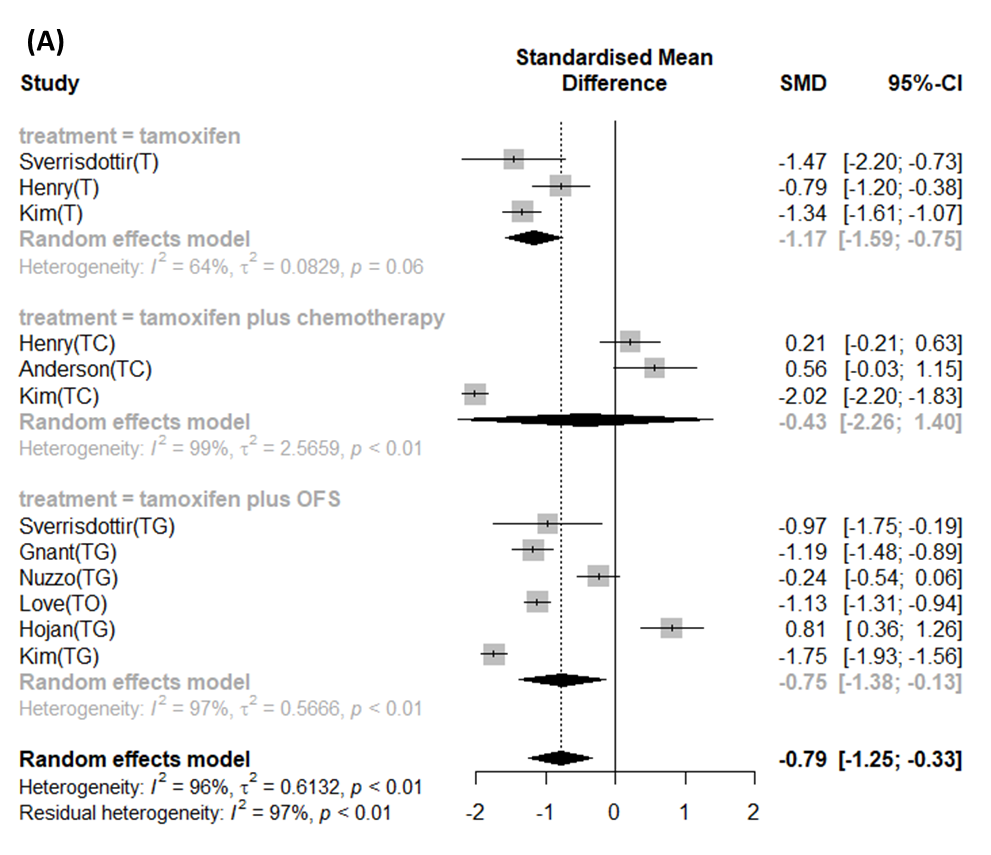 (A)
Standardised Mean
Study Difference SMD 95%-CI
treatment = tamoxifen
Sverrisdottir(T) -1.47 [-2.20; -0.73]
Henry(T) -0.79 [-1.20; -0.38]
Kim(T) -1.34 [-1.61; -1.07]
Random effects model -1.17 [-1.59; -0.75]
Heterogeneity: I² = 64%, τ² = 0.0829, p = 0.06
treatment = tamoxifen plus chemotherapy
Henry(TC) 0.21 [-0.21; 0.63]
Anderson(TC) 0.56 [-0.03; 1.15]
Kim(TC) -2.02 [-2.20; -1.83]
Random effects model -0.43 [-2.26; 1.40]
Heterogeneity: I² = 99%, τ² = 2.5659, p < 0.01
treatment = tamoxifen plus OFS
Sverrisdottir(TG) -0.97 [-1.75; -0.19]
Gnant(TG) -1.19 [-1.48; -0.89]
Nuzzo(TG) -0.24 [-0.54; 0.06]
Love(TO) -1.13 [-1.31; -0.94]
Hojan(TG) 0.81 [ 0.36; 1.26]
Kim(TG) -1.75 [-1.93; -1.56]
Random effects model -0.75 [-1.38; -0.13]
Heterogeneity: I² = 97%, τ² = 0.5666, p < 0.01
Random effects model -0.79 [-1.25; -0.33]
Heterogeneity: I² = 96%, τ² = 0.6132, p < 0.01
Residual heterogeneity: I² = 97%, p < 0.01
-2 -1 0 1 2